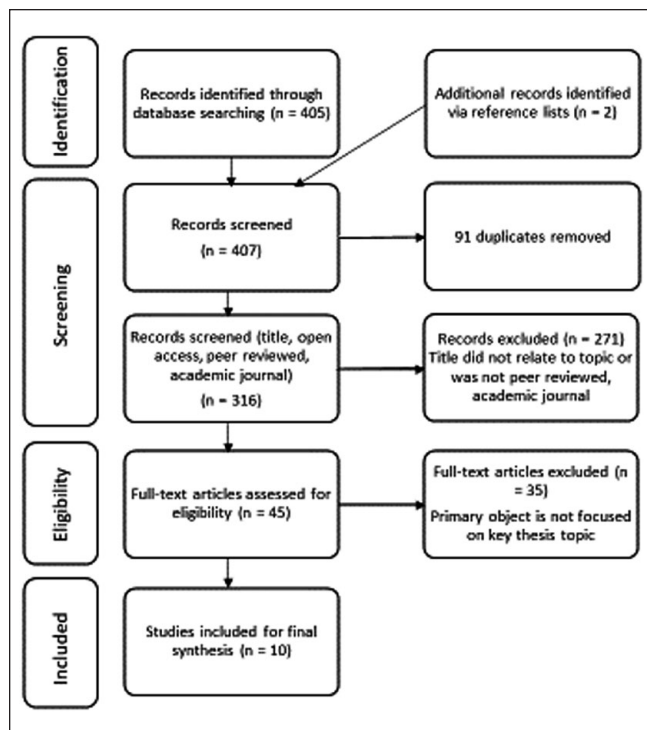 Identification
Records identified through
database searching (n = 405)
Additional records identified
via reference lists (n = 2)
Screening
Records screened
(n = 407)
91 duplicates removed
Records screened (title, open
access, peer reviewed,
academic journal)
(n = 316)
Records excluded (n = 271)
Title did not relate to topic or
was not peer reviewed,
academic journal
Eligibility
Full-text articles assessed for
eligibility (n = 45)
Full-text articles excluded (n
= 35)
Primary object is not focused
on key thesis topic
Included
Studies included for final
synthesis (n = 10)